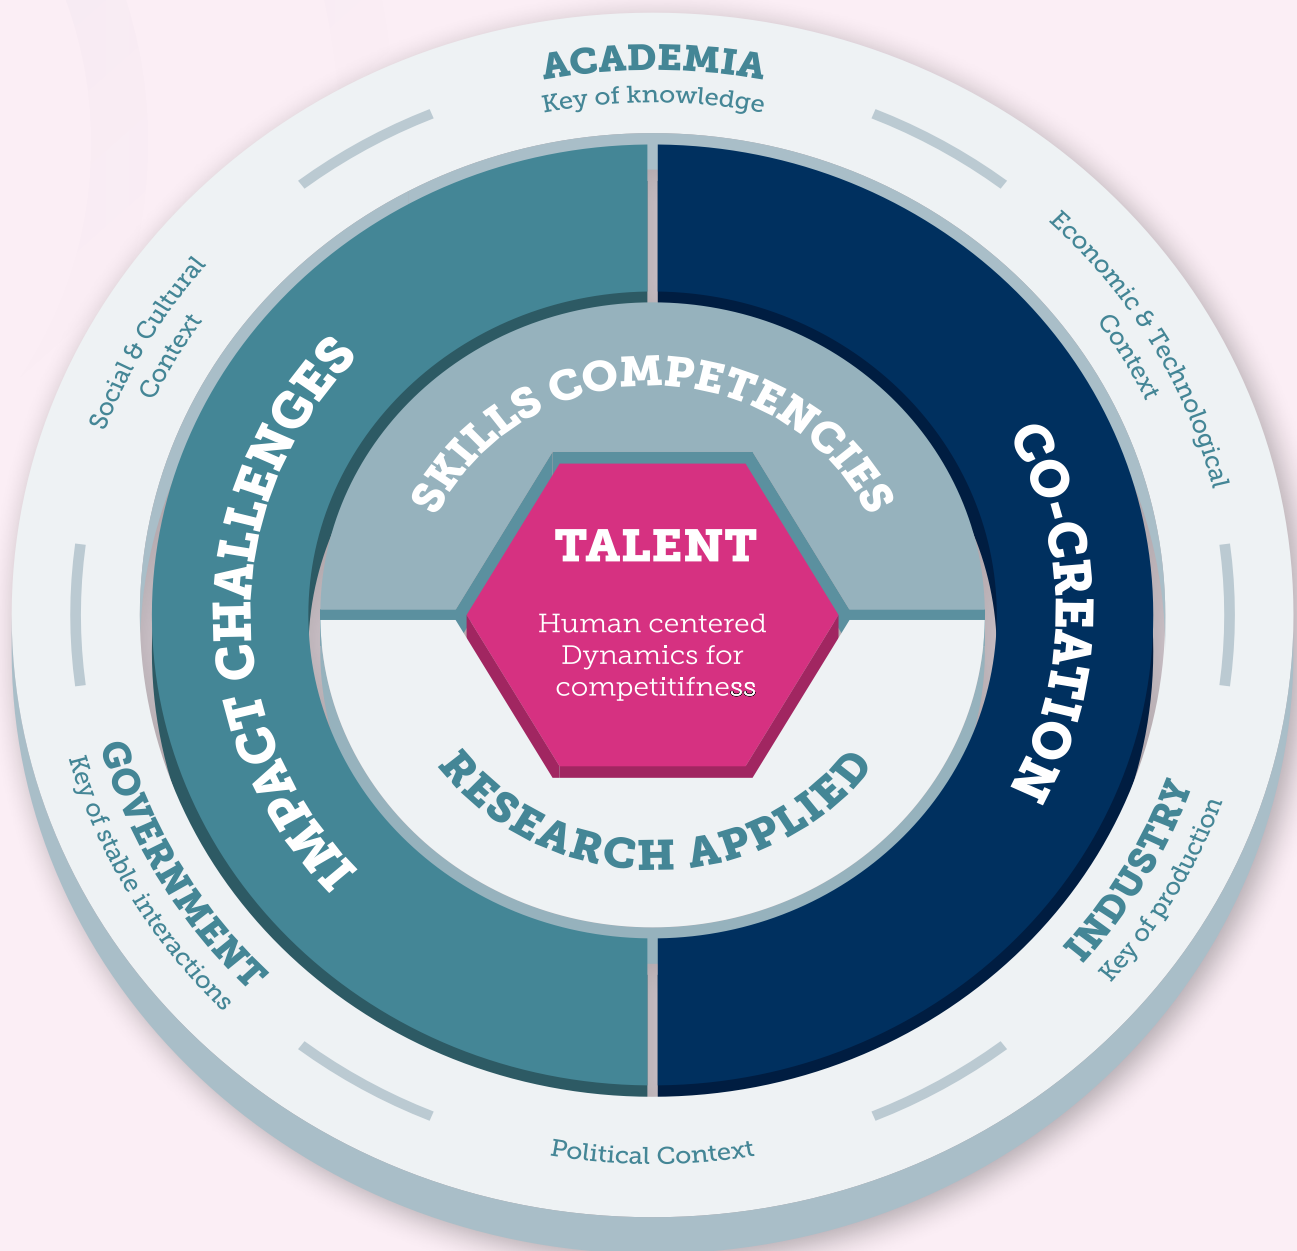 ACADEMIA
Key of knowledge
Economic & Technological
Context
INDUSTRY
Key of production
Political Context
GOVERNMENT
Key of stable interactions
Social & Cultural
Context
IMPACT CHALLENGES
CO-CREATION
SKILLS COMPETENCIES
RESEARCH APPLIED
TALENT
Human centered
Dynamics for
competitifness